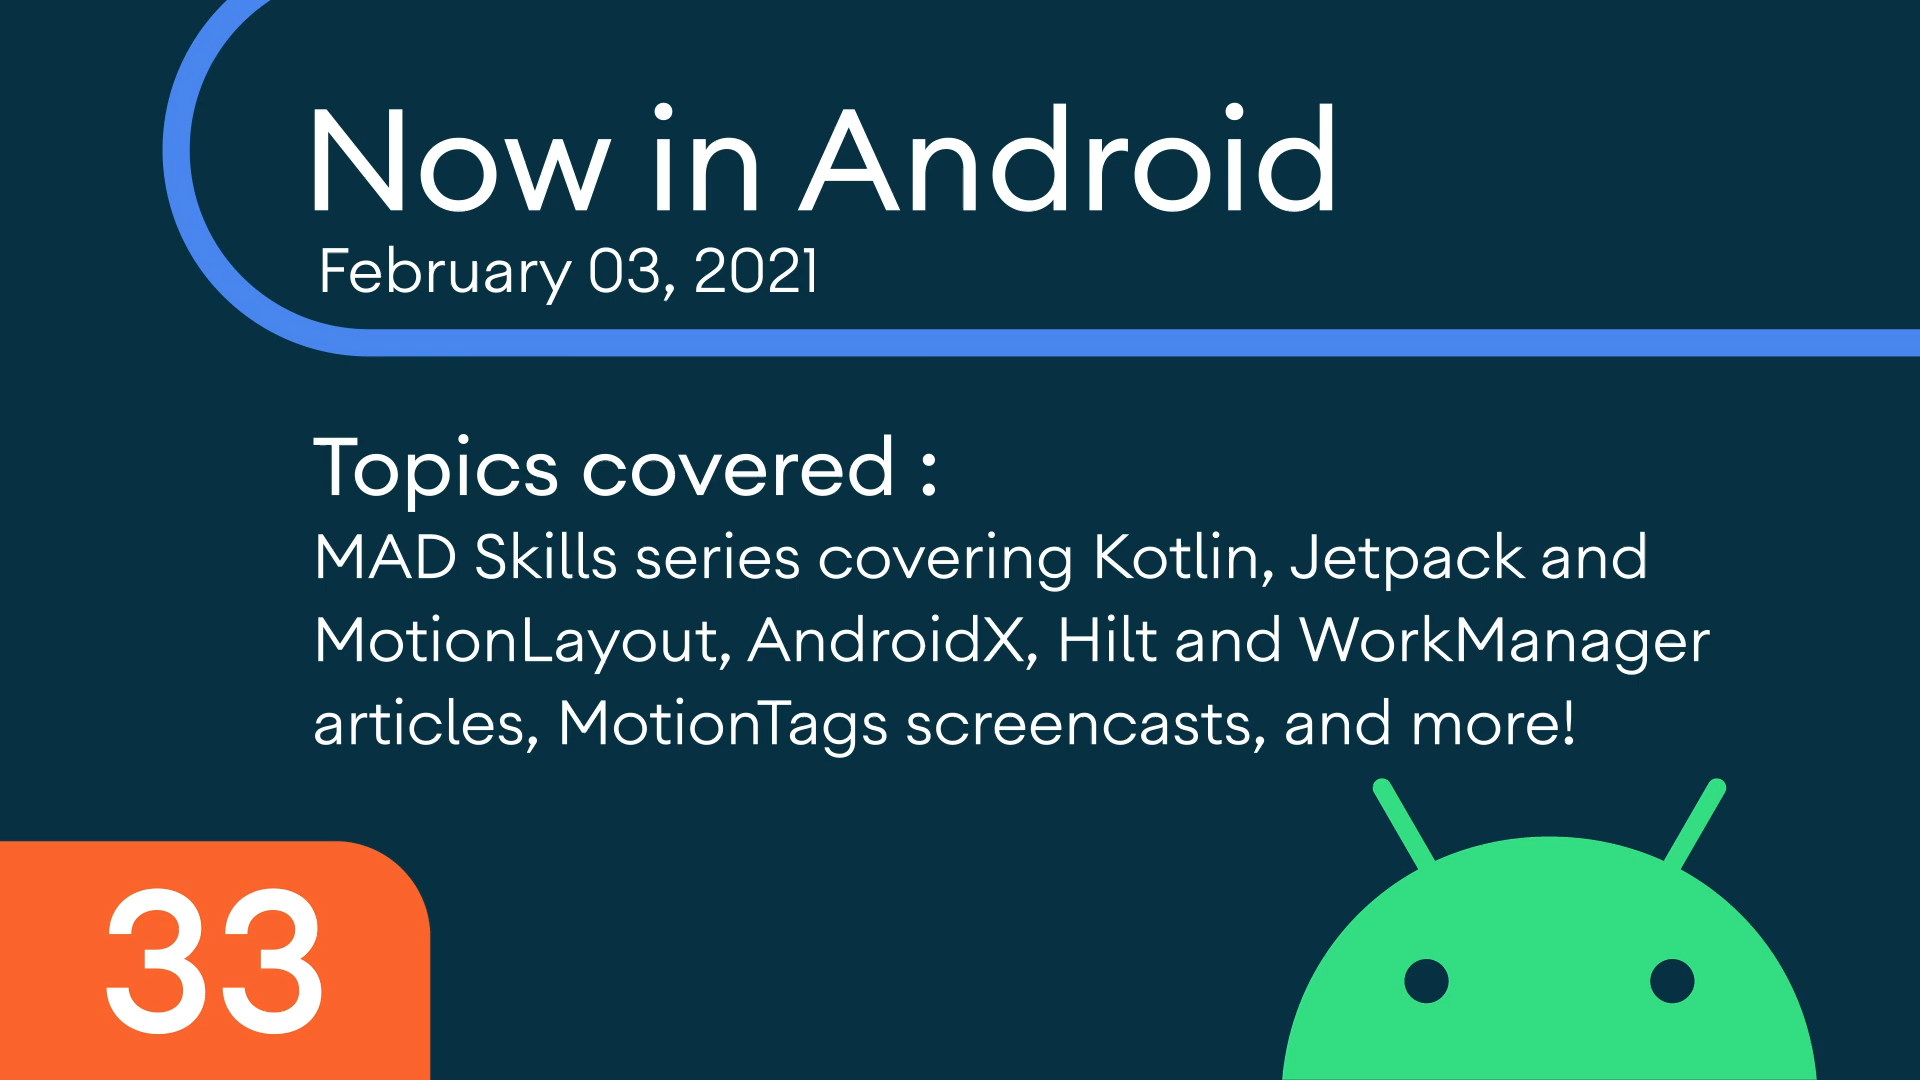 Now in Android
February 03, 2021
Topics covered :
MAD Skills series covering Kotlin, Jetpack and
MotionLayout, AndroidX, Hilt and WorkManager
articles, MotionTags screencasts, and more!
33